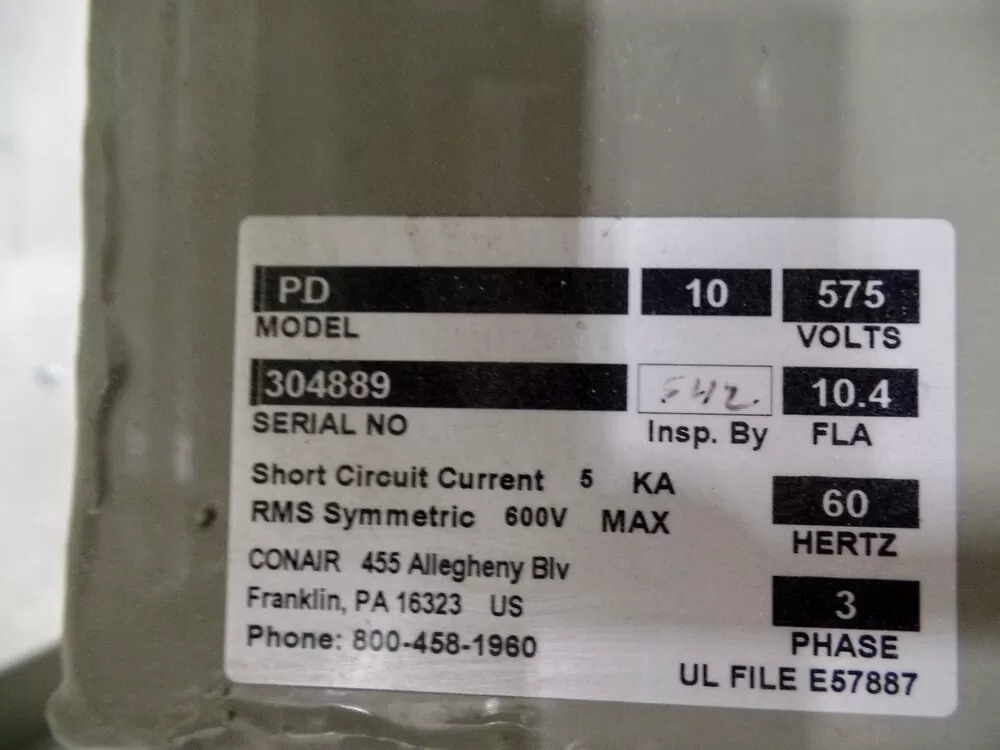 PD 10 575
MODEL VOLTS
304889 10.4
SERIAL NO Insp. By FLA
Short Circuit Current 5 KA
RMS Symmetric 600V MAX
60
HERTZ
CONAIR 455 Allegheny Blv
Franklin, PA 16323 US
3
Phone: 800-458-1960
PHASE
UL FILE E57887